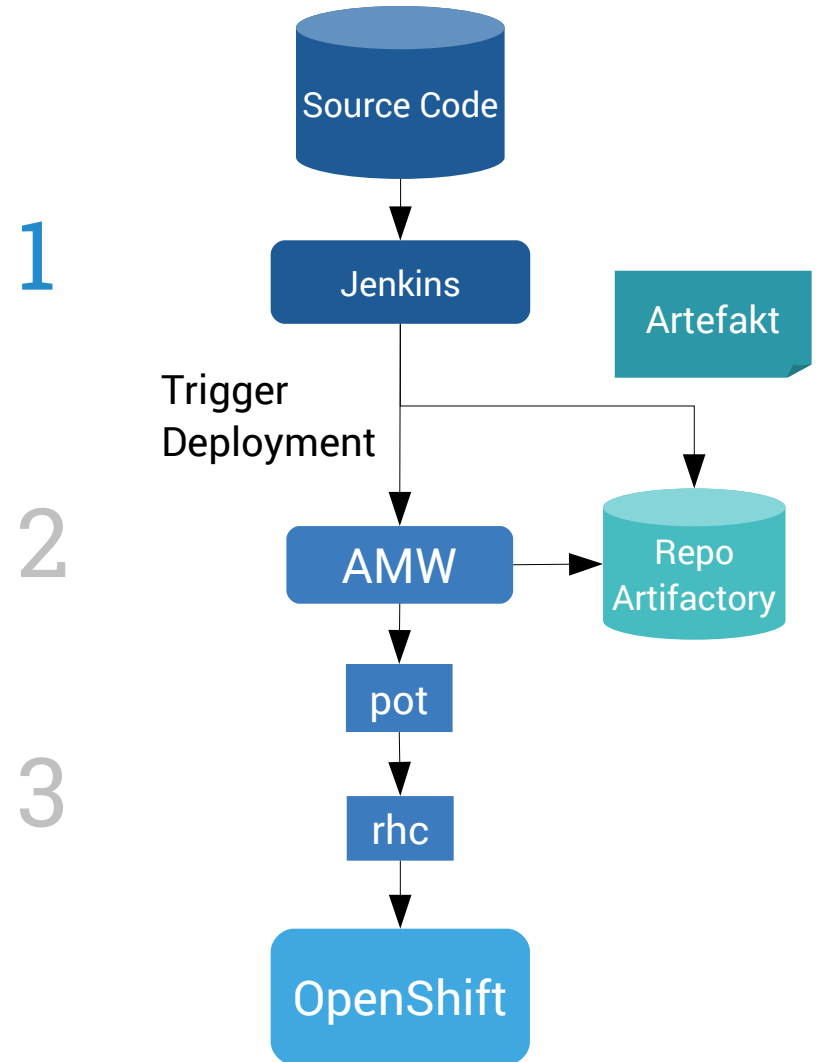 Source Code
1
Jenkins
Artefakt
Trigger
Deployment
2
AMW
Repo
Artifactory
pot
3
rhc
OpenShift